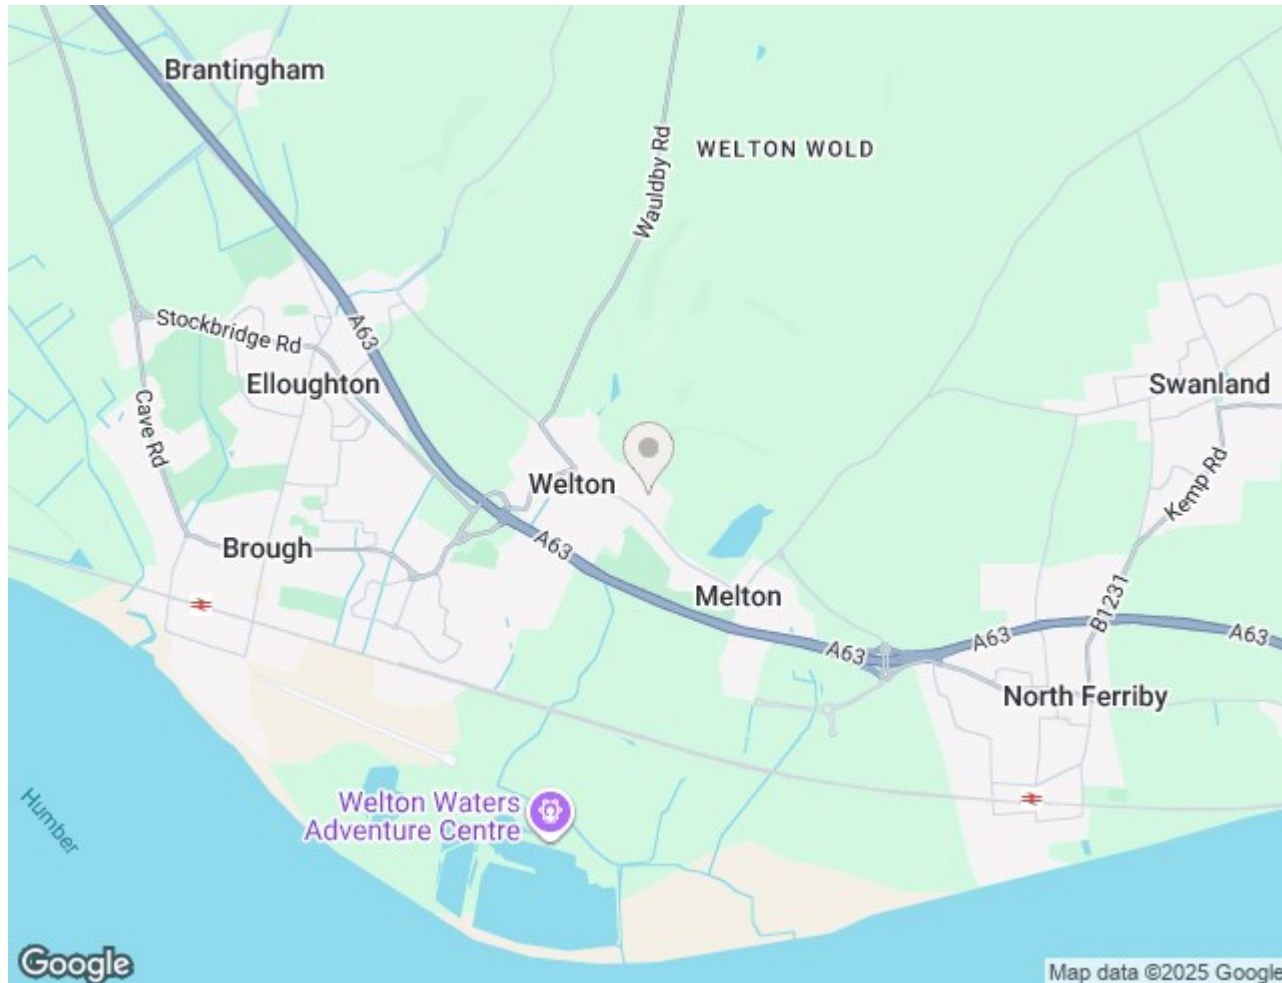 Brantingham
WELTON WOLD
Wauldby Rd
Stockbridge Rd
A63
Elloughton
Swanland
Cave Rd
Welton
Kemp Rd
Brough
A63
Melton
B1231
A63
A63
A63
North Ferriby
Welton Waters
Adventure Centre
Humber
Google
Map data ©2025 Google